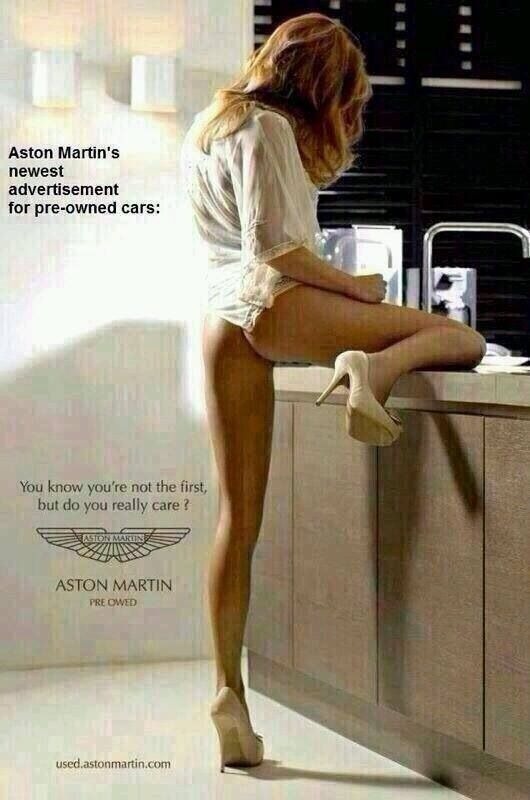 Aston Martin's
newest
advertisement
for pre-owned cars:
You know you're not the first,
but do you really care ?
ASTON MARTIN
ASTON MARTIN
PRE OWED
used.astonmartin.com